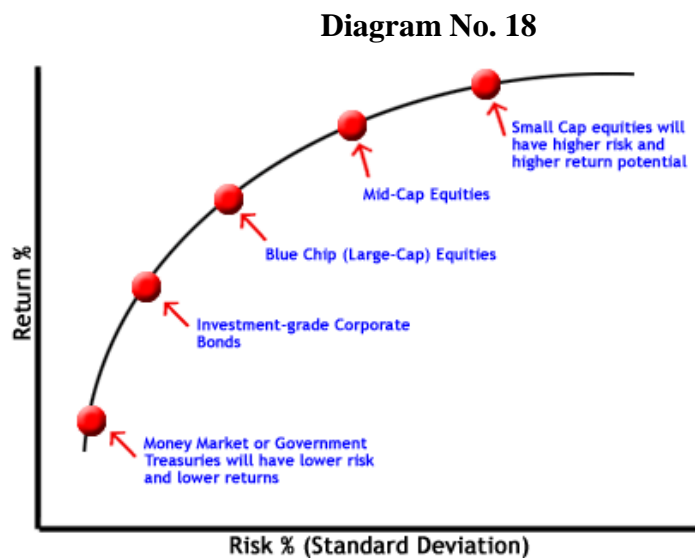 Diagram No. 18
Small Cap equities will
have higher risk and
higher return potential
Mid-Cap Equities
Blue Chip (Large-Cap) Equities
Investment-grade Corporate
Bonds
Money Market or Government
Treasuries will have lower risk
and lower returns
Return %
Risk % (Standard Deviation)